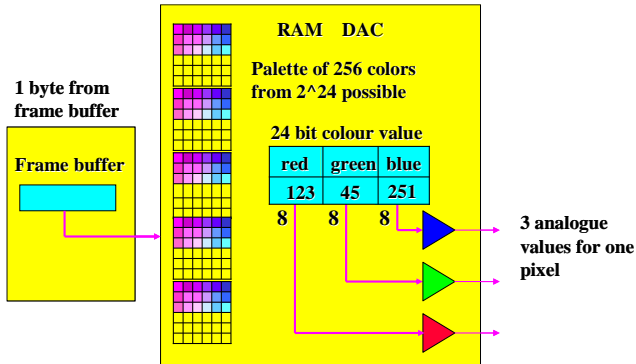 1 byte from
frame buffer
Frame buffer
RAM DAC
Palette of 256 colors
from 2^24 possible
24 bit colour value
red green blue
123 45 251
8 8 8
3 analogue
values for one
pixel